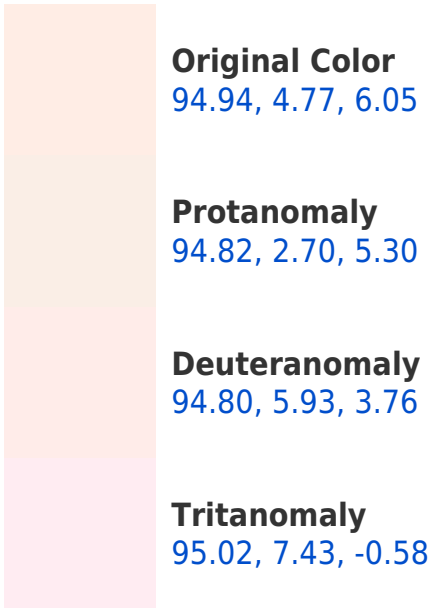 Original Color
94.94, 4.77, 6.05
Protanomaly
94.82, 2.70, 5.30
Deuteranomaly
94.80, 5.93, 3.76
Tritanomaly
95.02, 7.43, -0.58